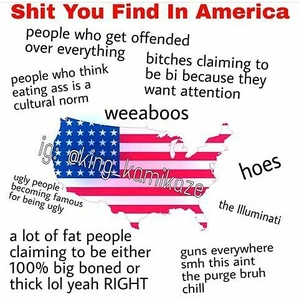 Shit You Find In America
people who get offended
over everything
bitches claiming to
be bi because they
want attention
people who think
eating ass is a
cultural norm
weeaboos
ig: @king_kamikaze
hoes
ugly people
becoming famous
for being ugly
the Illuminati
a lot of fat people
claiming to be either
100% big boned or
thick lol yeah RIGHT
guns everywhere
smh this aint
the purge bruh
chill